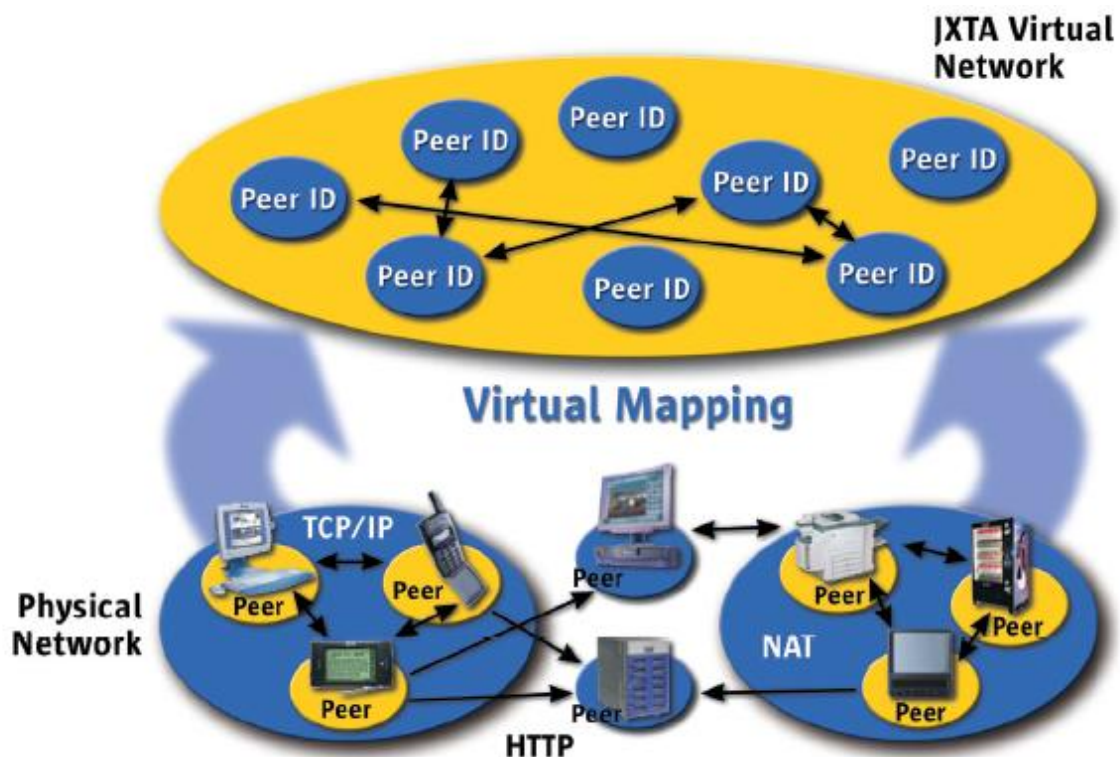 JXTA Virtual
Network
Peer ID
Peer ID
Peer ID
Peer ID
Peer ID
Peer ID
Peer ID
Peer ID
Virtual Mapping
TCP/IP
Peer
Peer
Peer
Physical
Network
Peer
Peer
HTTP
Peer
Peer
NAT
Peer